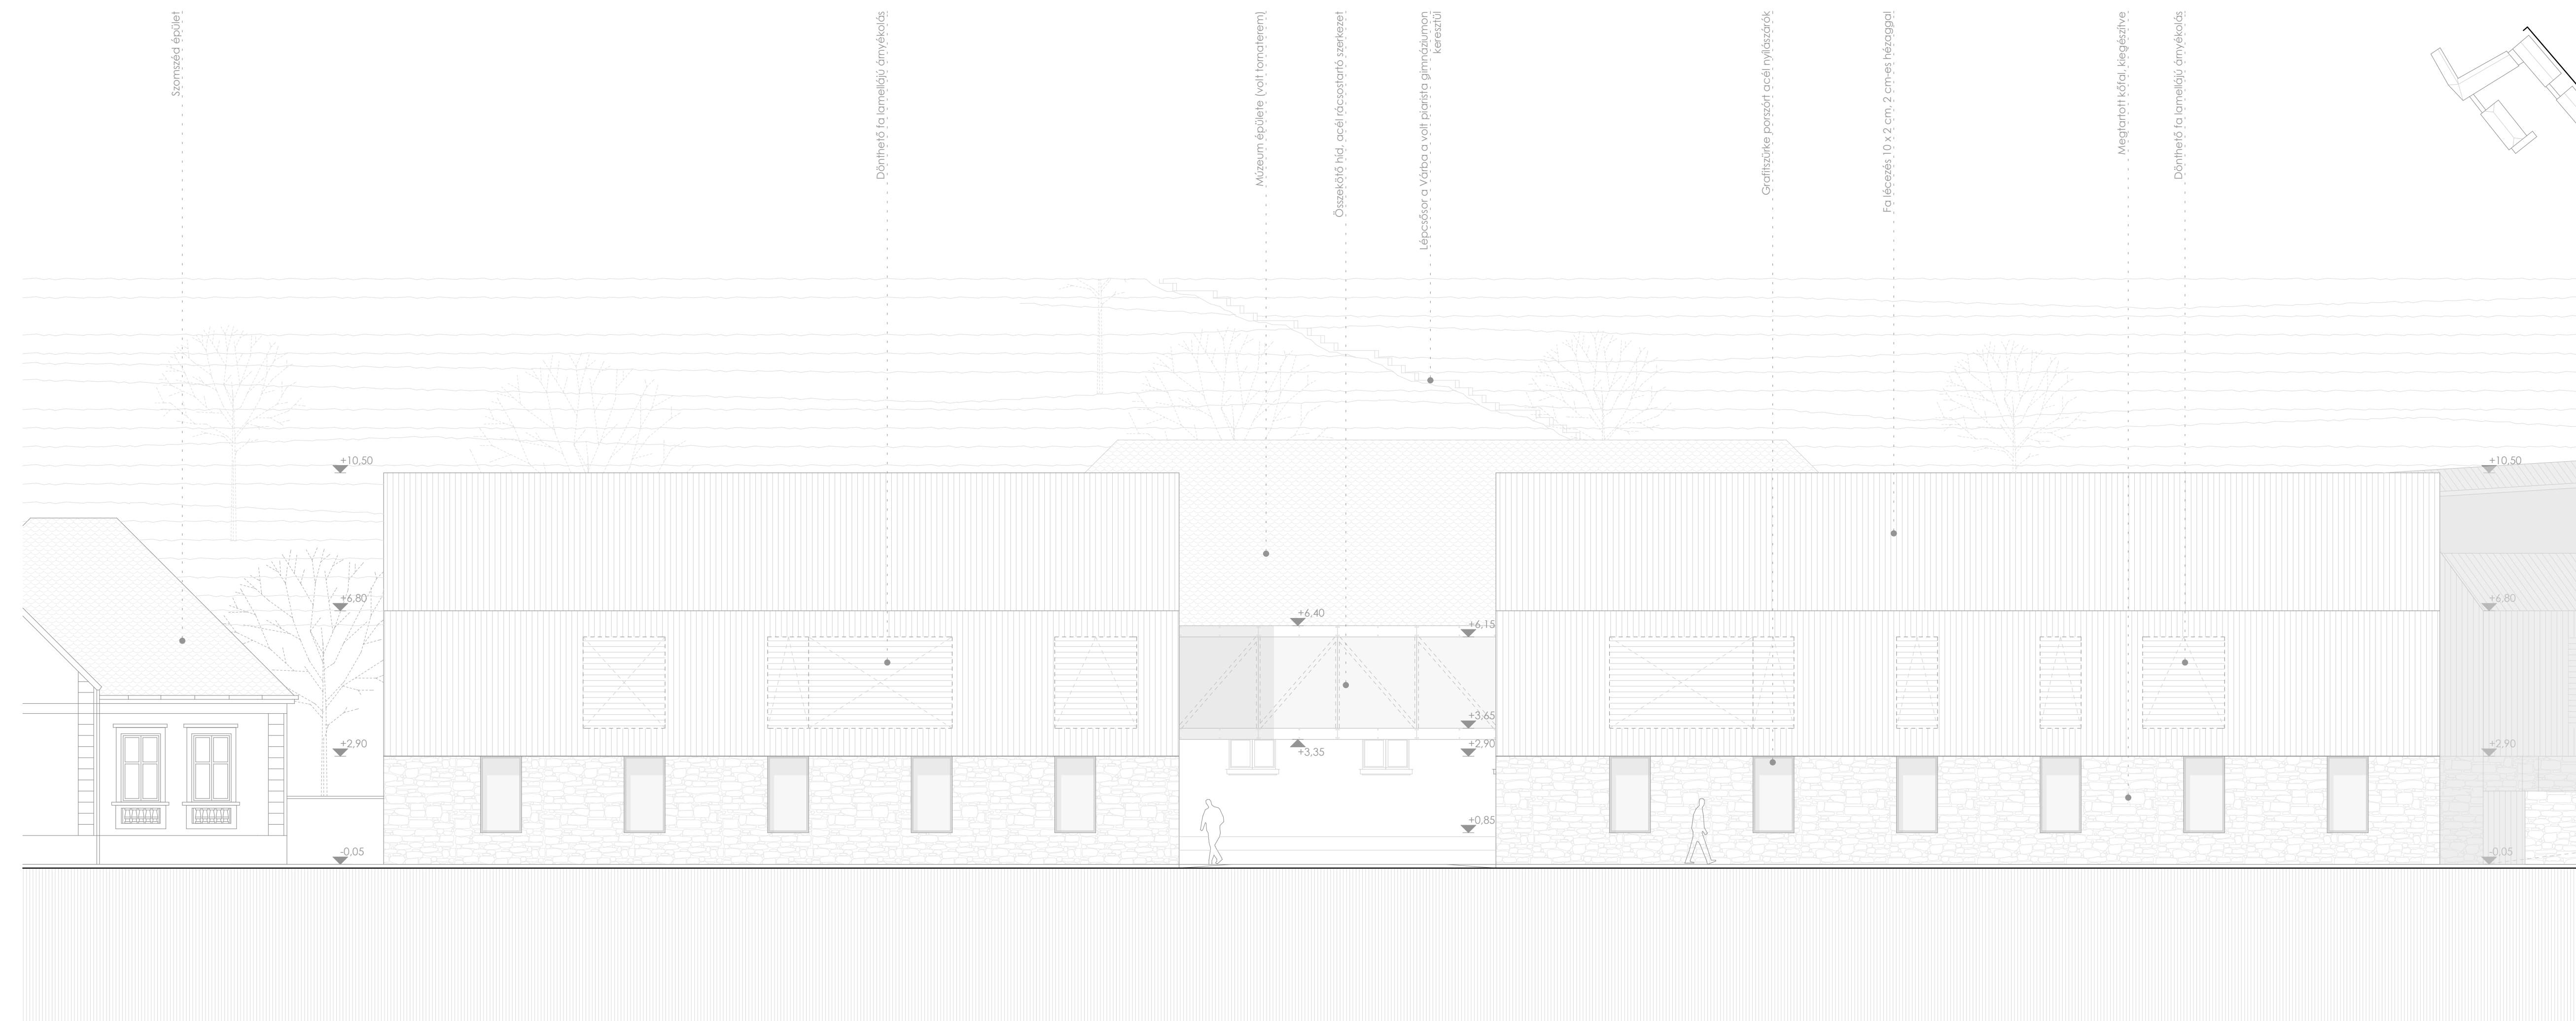 Szomszéd épület
Dönthető fa lamellájú árnyékolás
Múzeum épülete (volt tornaterem)
Összekötő híd, acél rácsostartó szerkezet
Lépcsősor a Várba a volt piarista gimnáziumon
keresztül
Grafitszürke porszórt acél nyílászárók
Fa lécezés 10 x 2 cm, 2 cm-es hézaggal
Megtartott kőfal, kiegészítve
Dönthető fa lamellájú árnyékolás
+10,50
+10,50
+6,80
+6,80
+6,40
+6,15
+3,65
+2,90
+2,90
+2,90
+3,35
+0,85
-0,05
-0,05